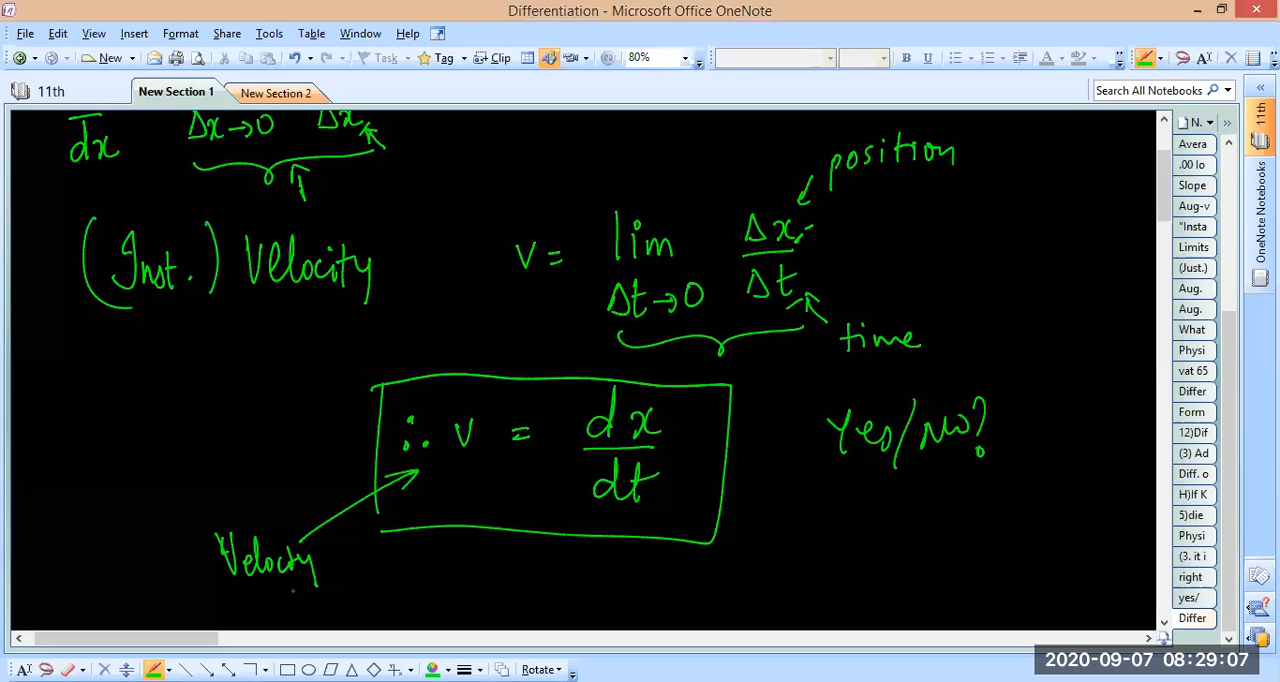 Differentiation - Microsoft Office OneNote
File Edit View Insert Format Share Tools Table Window Help
New Task Tag Clip 80% B U A ab A
11th New Section 1 New Section 2 Search All Notebooks
dx Δx→0 Δx
position
(Inst.) Velocity v = lim Δx
Δt→0 Δt
time
∴ v = dx
dt
Yes/No?
Velocity
N.
Avera
.00 lo
Slope
Aug-v
"Insta
Limits
(Just.)
Aug.
Aug.
What
Physi
vat 65
Differ
Form
12)Dif
(3) Ad
Diff. o
H)If K
5)die
Physi
(3. it i
right
yes/
Differ
11th
OneNote Notebooks
A Rotate
2020-09-07 08:29:07